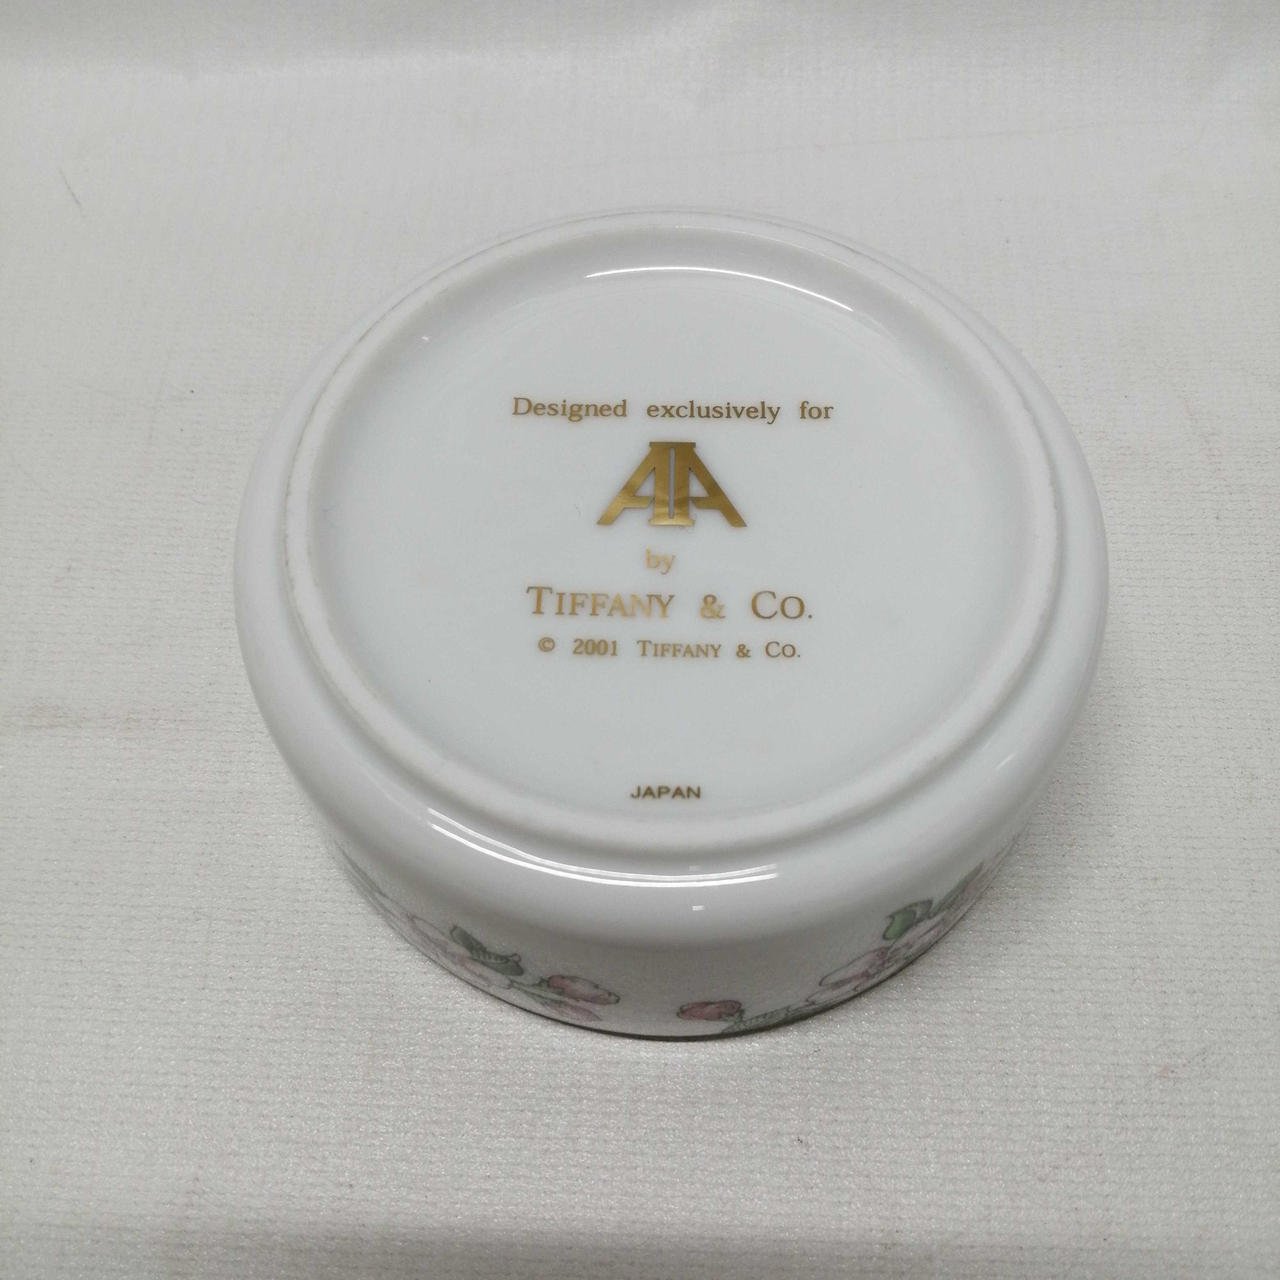 Designed exclusively for
AIA
by
TIFFANY & CO.
© 2001 TIFFANY & CO.
JAPAN